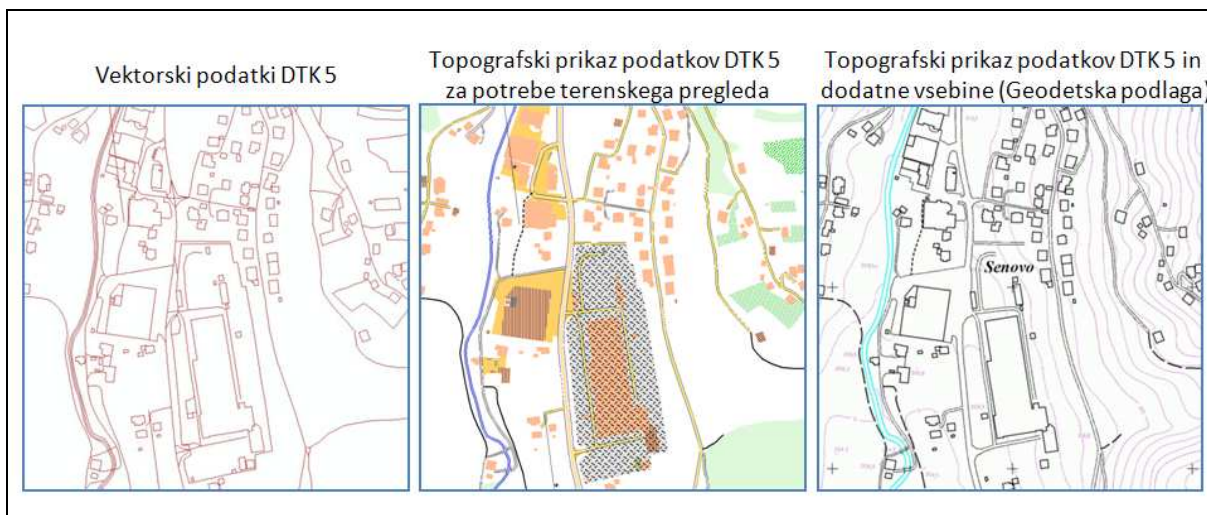 Vektorski podatki DTK 5
Topografski prikaz podatkov DTK 5
za potrebe terenskega pregleda
Topografski prikaz podatkov DTK 5 in
dodatne vsebine (Geodetska podlaga)
Senovo